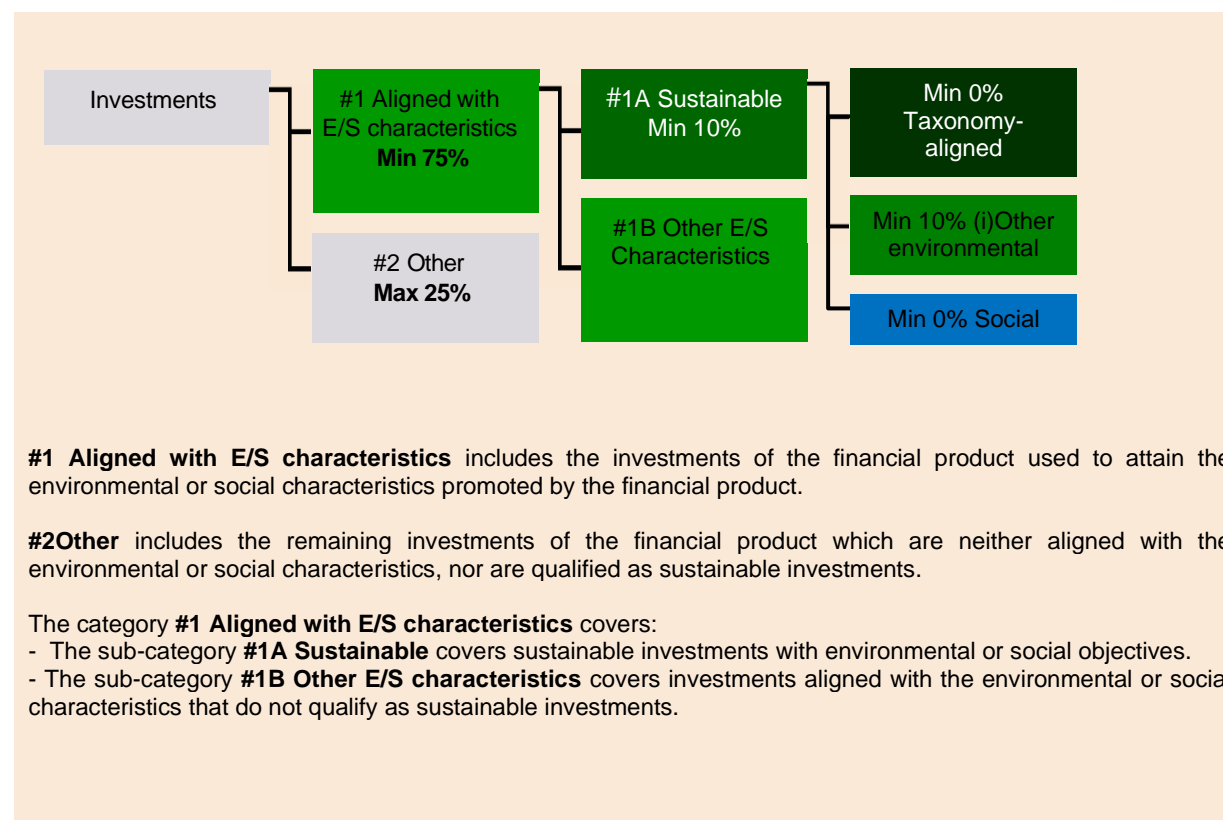 Investments
#1 Aligned with
E/S characteristics
Min 75%
#2 Other
Max 25%
#1A Sustainable
Min 10%
#1B Other E/S
Characteristics
Min 0%
Taxonomy-
aligned
Min 10% (i)Other
environmental
Min 0% Social
#1 Aligned with E/S characteristics includes the investments of the financial product used to attain the
environmental or social characteristics promoted by the financial product.
#2Other includes the remaining investments of the financial product which are neither aligned with the
environmental or social characteristics, nor are qualified as sustainable investments.
The category #1 Aligned with E/S characteristics covers:
- The sub-category #1A Sustainable covers sustainable investments with environmental or social objectives.
- The sub-category #1B Other E/S characteristics covers investments aligned with the environmental or social
characteristics that do not qualify as sustainable investments.